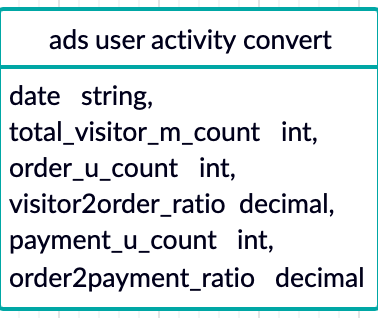 ads user activity convert
date string,
total_visitor_m_count int,
order_u_count int,
visitor2order_ratio decimal,
payment_u_count int,
order2payment_ratio decimal